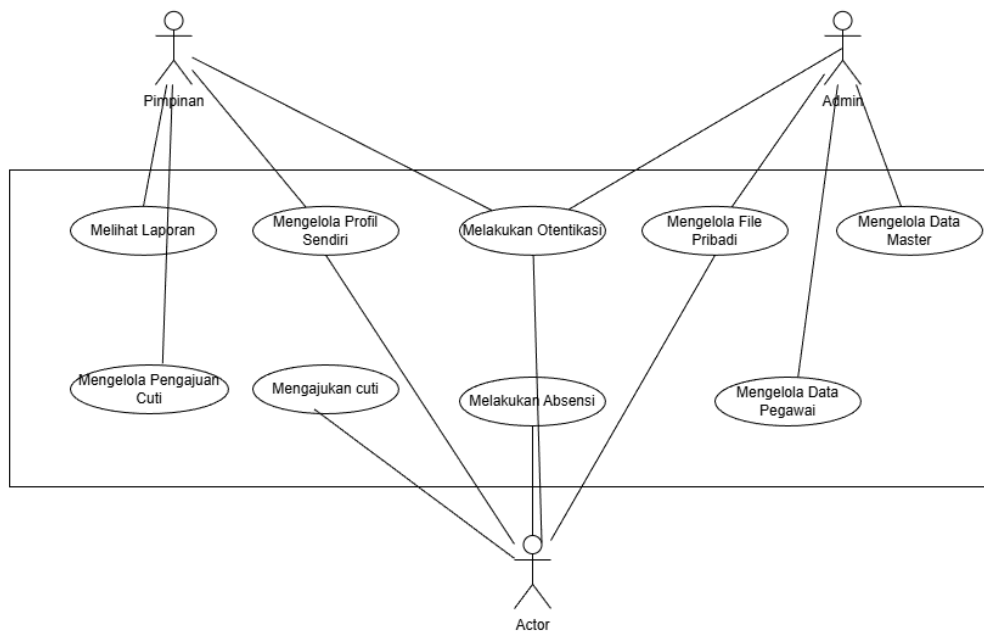 Pimpinan
Admin
Melihat Laporan
Mengelola Profil
Sendiri
Melakukan Otentikasi
Mengelola File
Pribadi
Mengelola Data
Master
Mengelola Pengajuan
Cuti
Mengajukan cuti
Melakukan Absensi
Mengelola Data
Pegawai
Actor